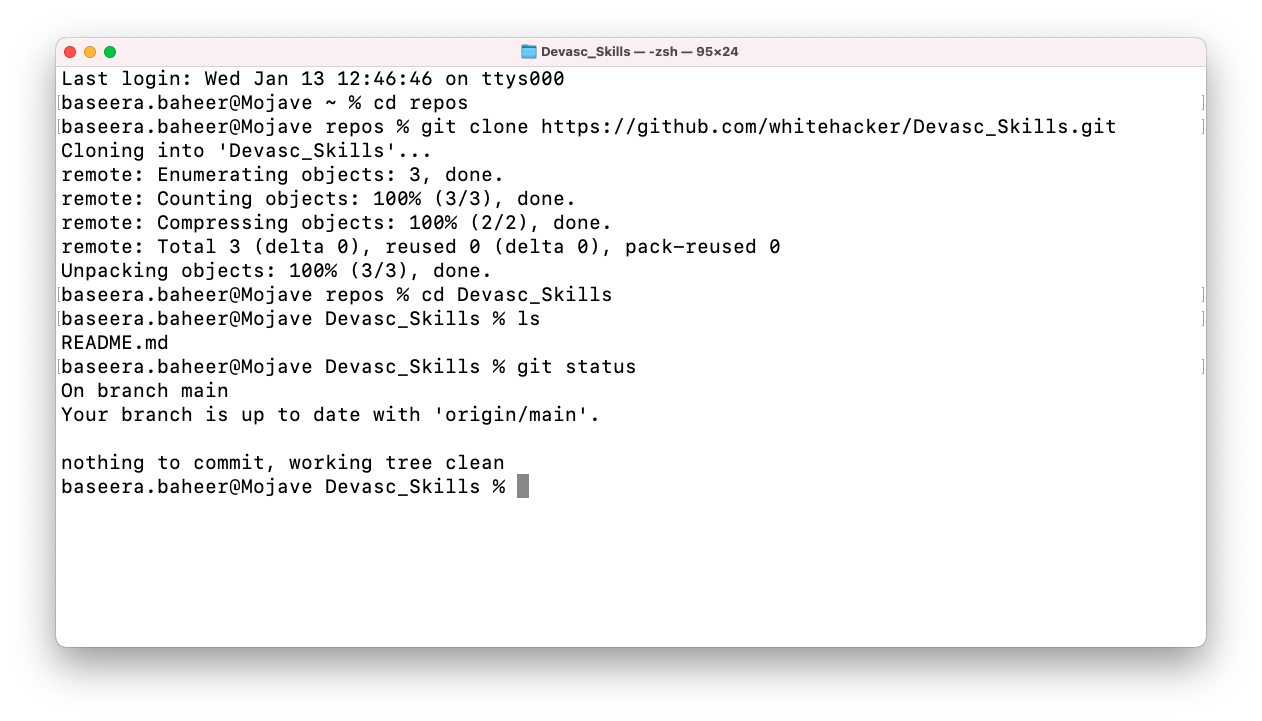 Devasc_Skills — -zsh — 95×24
Last login: Wed Jan 13 12:46:46 on ttys000
[baseera.baheer@Mojave ~ % cd repos ]
[baseera.baheer@Mojave repos % git clone https://github.com/whitehacker/Devasc_Skills.git ]
Cloning into 'Devasc_Skills'...
remote: Enumerating objects: 3, done.
remote: Counting objects: 100% (3/3), done.
remote: Compressing objects: 100% (2/2), done.
remote: Total 3 (delta 0), reused 0 (delta 0), pack-reused 0
Unpacking objects: 100% (3/3), done.
[baseera.baheer@Mojave repos % cd Devasc_Skills ]
[baseera.baheer@Mojave Devasc_Skills % ls ]
README.md
[baseera.baheer@Mojave Devasc_Skills % git status ]
On branch main
Your branch is up to date with 'origin/main'.
nothing to commit, working tree clean
baseera.baheer@Mojave Devasc_Skills %